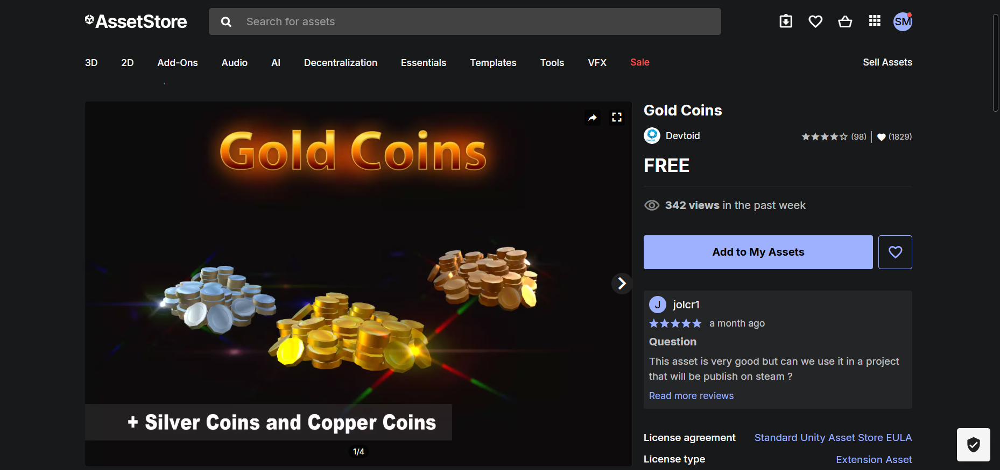 AssetStore
Search for assets
SM
3D 2D Add-Ons Audio AI Decentralization Essentials Templates Tools VFX Sale Sell Assets
Gold Coins
+ Silver Coins and Copper Coins
1/4
Gold Coins
Devtoid
(98) (1829)
FREE
342 views in the past week
Add to My Assets
J jolcr1
a month ago
Question
This asset is very good but can we use it in a project
that will be publish on steam ?
Read more reviews
License agreement Standard Unity Asset Store EULA
License type Extension Asset